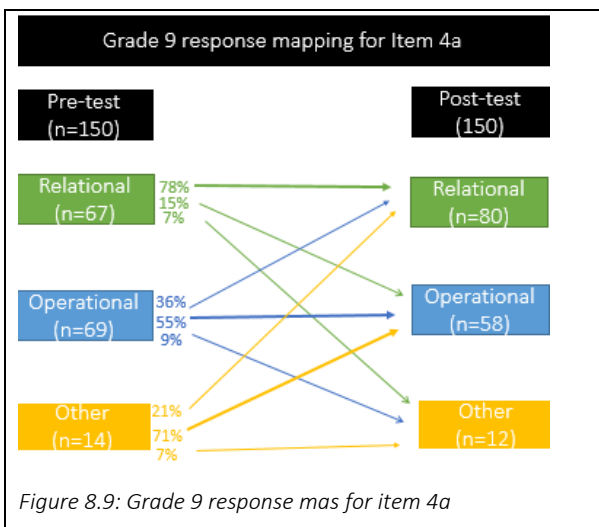 Grade 9 response mapping for Item 4a
Pre-test
(n=150)
Post-test
(150)
Relational
(n=67)
78%
15%
7%
Relational
(n=80)
Operational
(n=69)
36%
55%
9%
Operational
(n=58)
Other
(n=14)
21%
71%
7%
Other
(n=12)
Figure 8.9: Grade 9 response mas for item 4a